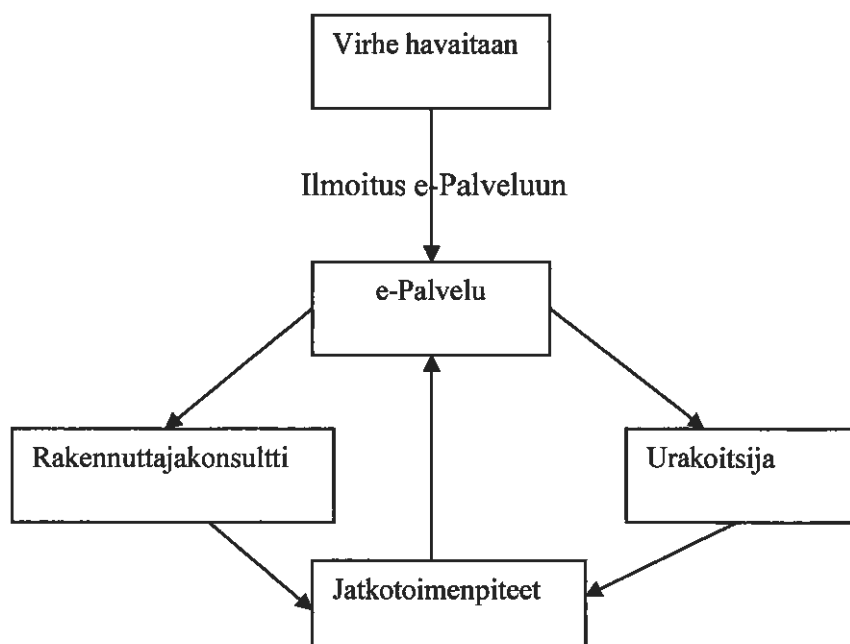 Virhe havaitaan
Ilmoitus e-Palveluun
e-Palvelu
Rakennuttajakonsultti
Urakoitsija
Jatkotoimenpiteet